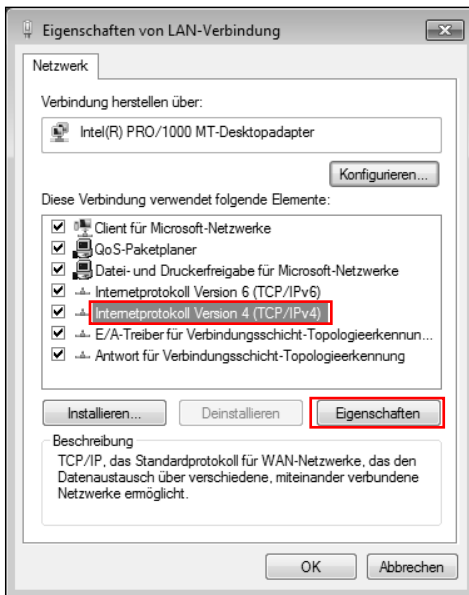 Eigenschaften von LAN-Verbindung
Netzwerk
Verbindung herstellen über:
Intel(R) PRO/1000 MT-Desktopadapter
Konfigurieren...
Diese Verbindung verwendet folgende Elemente:
Client für Microsoft-Netzwerke
QoS-Paketplaner
Datei- und Druckerfreigabe für Microsoft-Netzwerke
Internetprotokoll Version 6 (TCP/IPv6)
Internetprotokoll Version 4 (TCP/IPv4)
E/A-Treiber für Verbindungsschicht-Topologieerkennun...
Antwort für Verbindungsschicht-Topologieerkennung
Installieren... Deinstallieren Eigenschaften
Beschreibung
TCP/IP, das Standardprotokoll für WAN-Netzwerke, das den
Datenaustausch über verschiedene, miteinander verbundene
Netzwerke ermöglicht.
OK Abbrechen